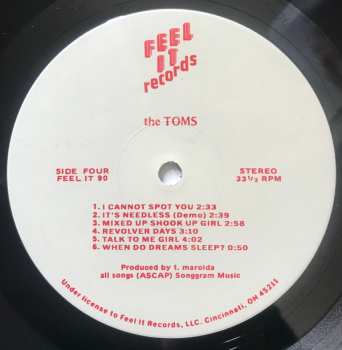 FEEL
IT
records
the TOMS
SIDE FOUR
FEEL IT 90
STEREO
33 1/3 RPM
1. I CANNOT SPOT YOU 2:33
2. IT'S NEEDLESS (Demo) 2:39
3. MIXED UP SHOOK UP GIRL 2:58
4. REVOLVER DAYS 3:10
5. TALK TO ME GIRL 4:02
6. WHEN DO DREAMS SLEEP? 0:50
Produced by t. marolda
all songs (ASCAP) Songgram Music
Under license to Feel It Records, LLC. Cincinnati, OH 45211